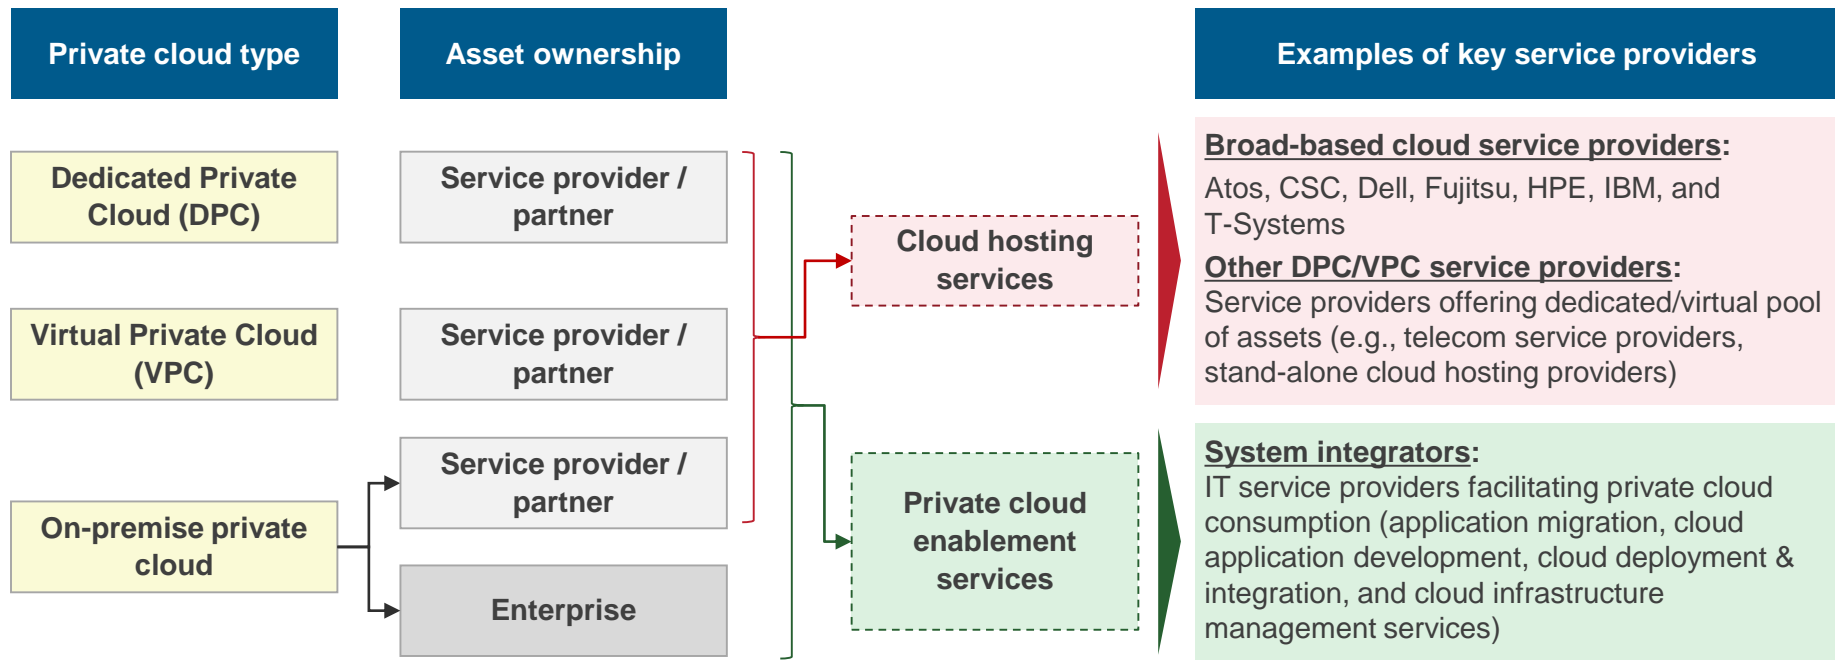 Private cloud type
Asset ownership
Examples of key service providers
Dedicated Private
Cloud (DPC)
Service provider /
partner
Virtual Private Cloud
(VPC)
Service provider /
partner
On-premise private
cloud
Service provider /
partner
Enterprise
Cloud hosting
services
Private cloud
enablement
services
Broad-based cloud service providers:
Atos, CSC, Dell, Fujitsu, HPE, IBM, and
T-Systems
Other DPC/VPC service providers:
Service providers offering dedicated/virtual pool
of assets (e.g., telecom service providers,
stand-alone cloud hosting providers)
System integrators:
IT service providers facilitating private cloud
consumption (application migration, cloud
application development, cloud deployment &
integration, and cloud infrastructure
management services)